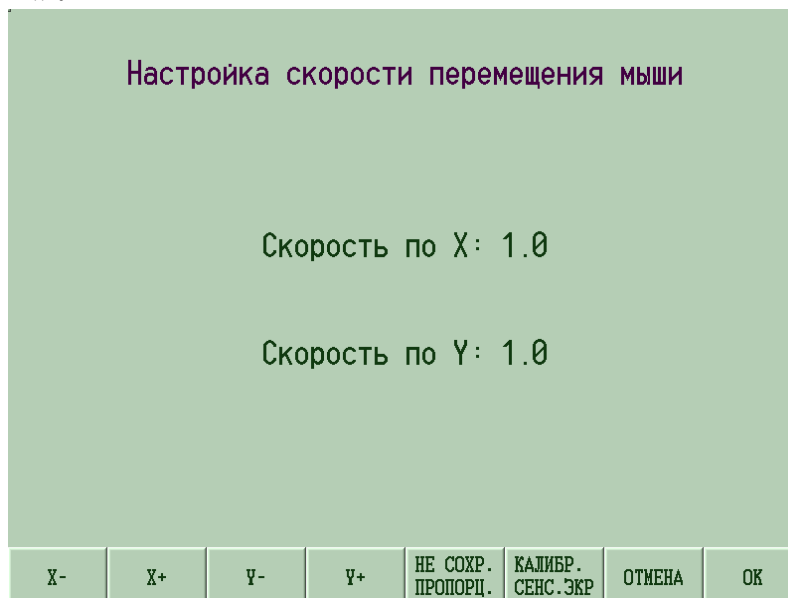 Настройка скорости перемещения мыши
Скорость по X: 1.0
Скорость по Y: 1.0
X-
X+
Y-
Y+
НЕ СОХР.
ПРОПОРЦ.
КАЛИБР.
СЕНС.ЭКР
ОТМЕНА
OK